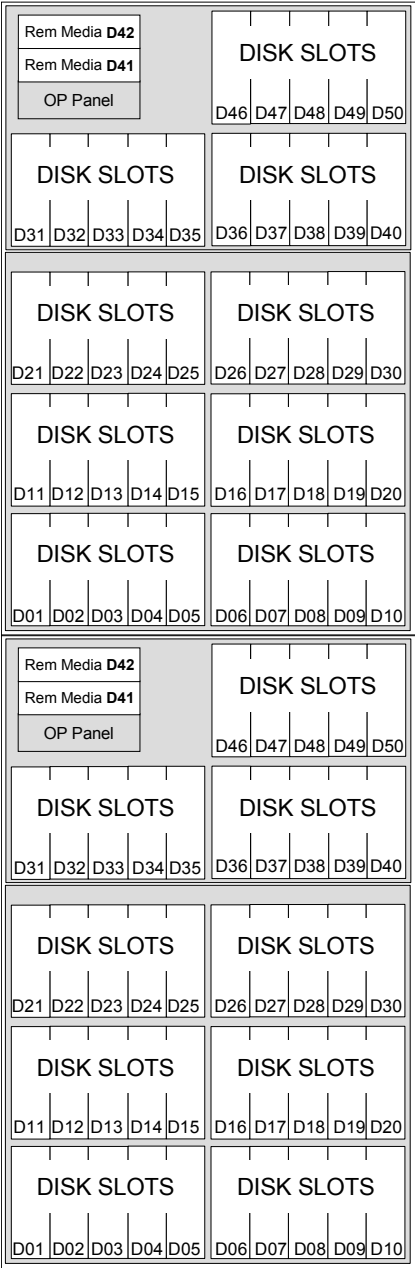 Rem Media D42
Rem Media D41
OP Panel
DISK SLOTS
D46 D47 D48 D49 D50
DISK SLOTS
D31 D32 D33 D34 D35
DISK SLOTS
D36 D37 D38 D39 D40
DISK SLOTS
D21 D22 D23 D24 D25
DISK SLOTS
D26 D27 D28 D29 D30
DISK SLOTS
D11 D12 D13 D14 D15
DISK SLOTS
D16 D17 D18 D19 D20
DISK SLOTS
D01 D02 D03 D04 D05
DISK SLOTS
D06 D07 D08 D09 D10
Rem Media D42
Rem Media D41
OP Panel
DISK SLOTS
D46 D47 D48 D49 D50
DISK SLOTS
D31 D32 D33 D34 D35
DISK SLOTS
D36 D37 D38 D39 D40
DISK SLOTS
D21 D22 D23 D24 D25
DISK SLOTS
D26 D27 D28 D29 D30
DISK SLOTS
D11 D12 D13 D14 D15
DISK SLOTS
D16 D17 D18 D19 D20
DISK SLOTS
D01 D02 D03 D04 D05
DISK SLOTS
D06 D07 D08 D09 D10